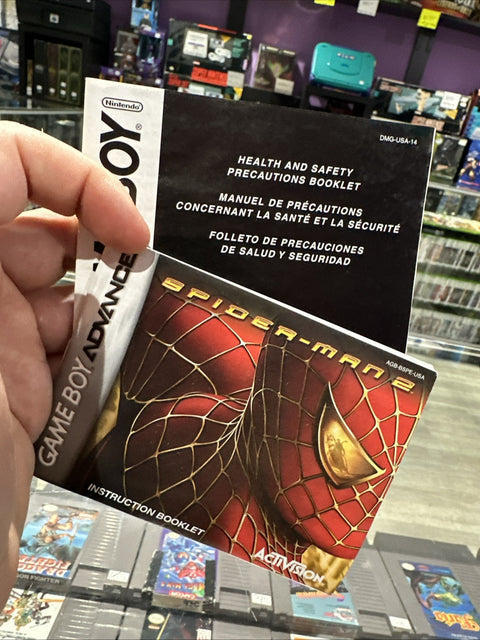 Nintendo®
DMG-USA-14
HEALTH AND SAFETY
PRECAUTIONS BOOKLET
MANUEL DE PRÉCAUTIONS
CONCERNANT LA SANTÉ ET LA SÉCURITÉ
FOLLETO DE PRECAUCIONES
DE SALUD Y SEGURIDAD
GAME BOY ADVANCE
SPIDER-MAN 2
AGB-BSPE-USA
INSTRUCTION BOOKLET
ACTIVISION